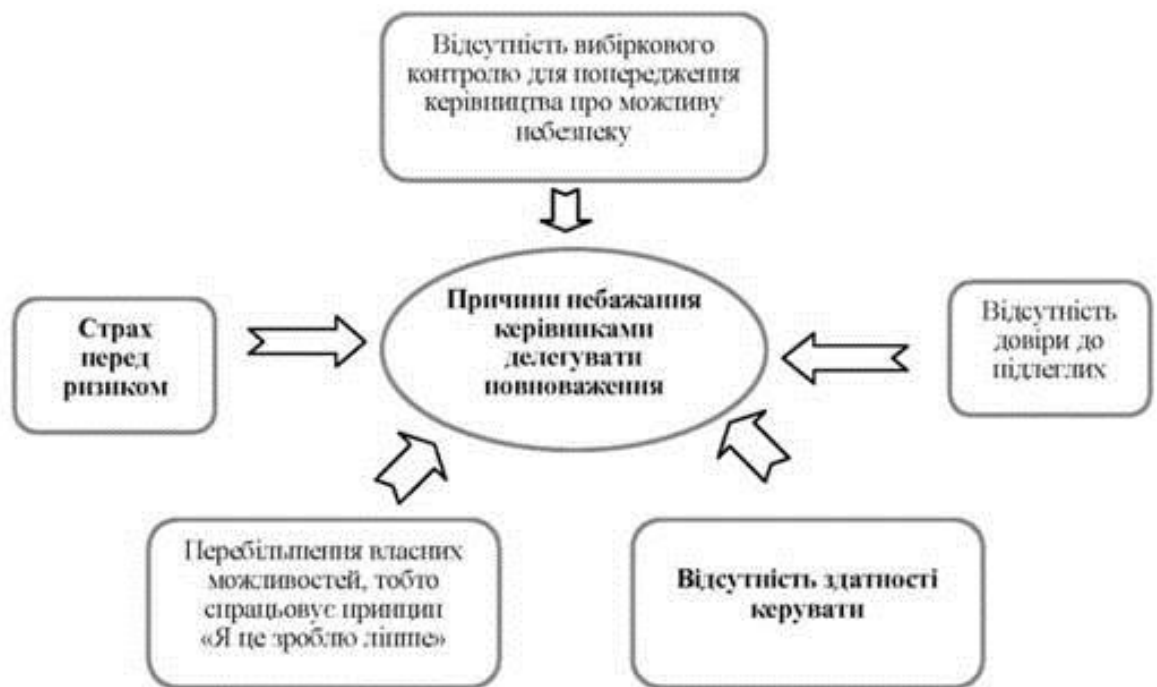 Відсутність вибіркового
контролю для попередження
керівництва про можливу
небезпеку
Причини небажання
керівниками
делегувати
повноваження
Страх
перед
ризиком
Відсутність
довіри до
підлеглих
Перебільшення власних
можливостей, тобто
спрацьовує принцип
«Я це зроблю ліпше»
Відсутність здатності
керувати